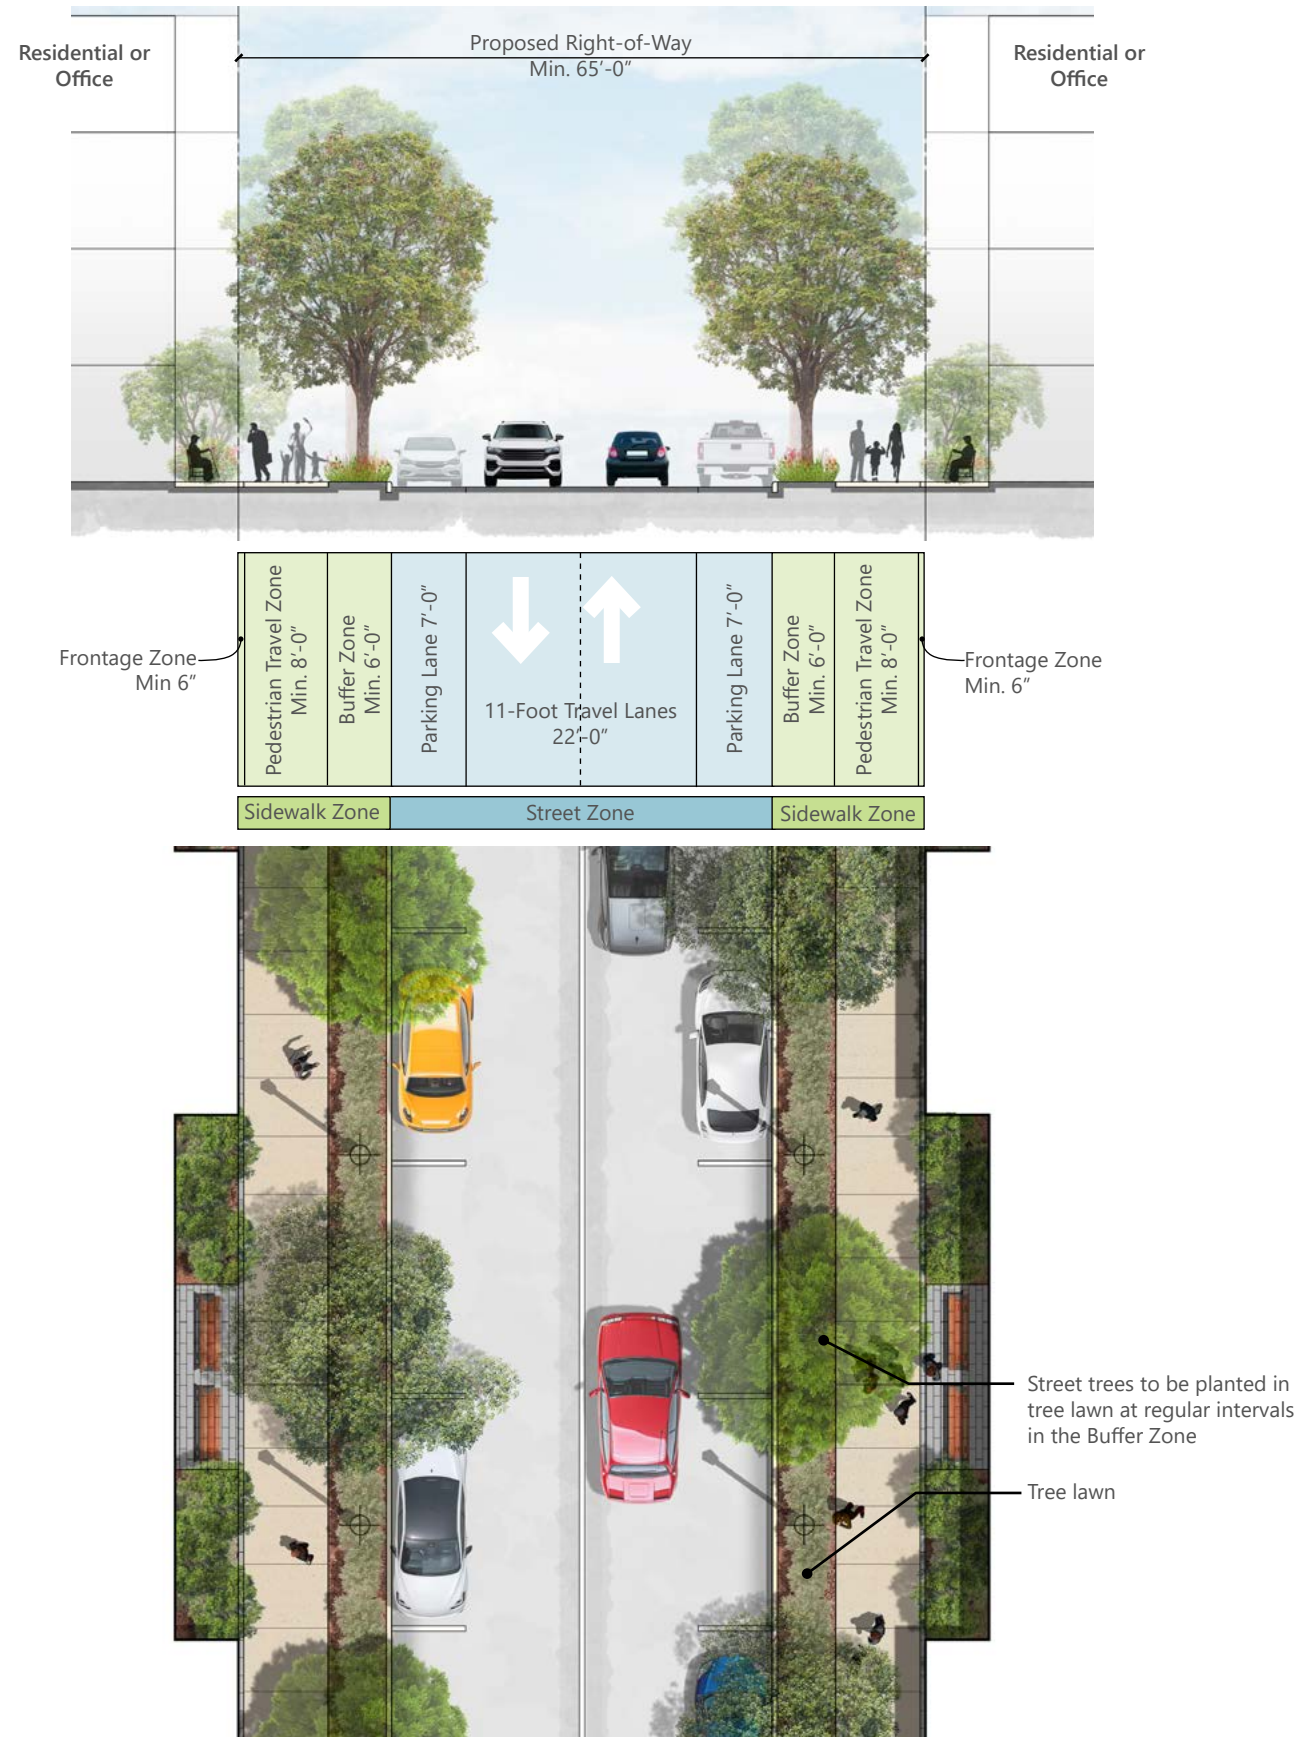 Residential or
Office
Proposed Right-of-Way
Min. 65’-0”
Residential or
Office
Frontage Zone
Min 6”
Pedestrian Travel Zone
Min. 8’-0”
Buffer Zone
Min. 6’-0”
Parking Lane 7’-0”
11-Foot Travel Lanes
22’-0”
Parking Lane 7’-0”
Buffer Zone
Min. 6’-0”
Pedestrian Travel Zone
Min. 8’-0”
Frontage Zone
Min. 6”
Sidewalk Zone
Street Zone
Sidewalk Zone
Street trees to be planted in
tree lawn at regular intervals
in the Buffer Zone
Tree lawn